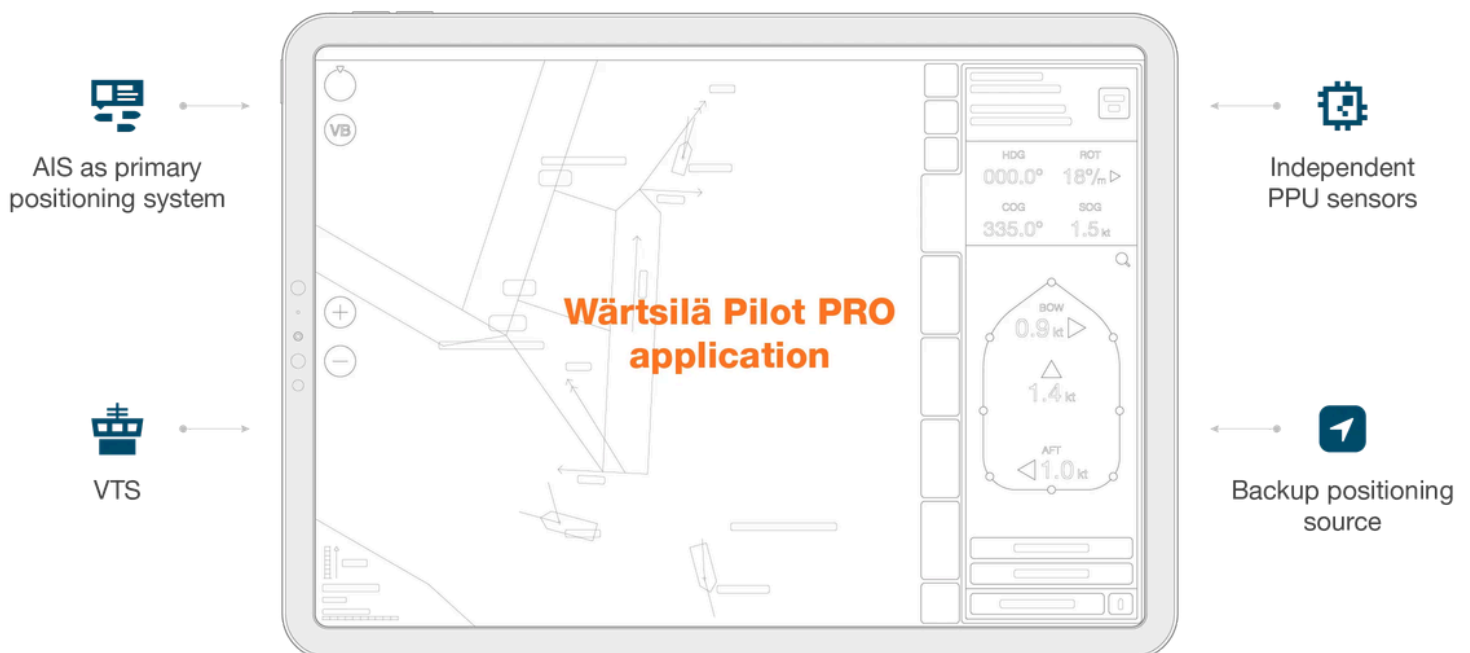 AIS as primary
positioning system
VTS
VB
+
−
Wärtsilä Pilot PRO
application
HDG
ROT
000.0°
18°/m
COG
SOG
335.0°
1.5 kt
BOW
0.9 kt
1.4 kt
AFT
1.0 kt
Independent
PPU sensors
Backup positioning
source